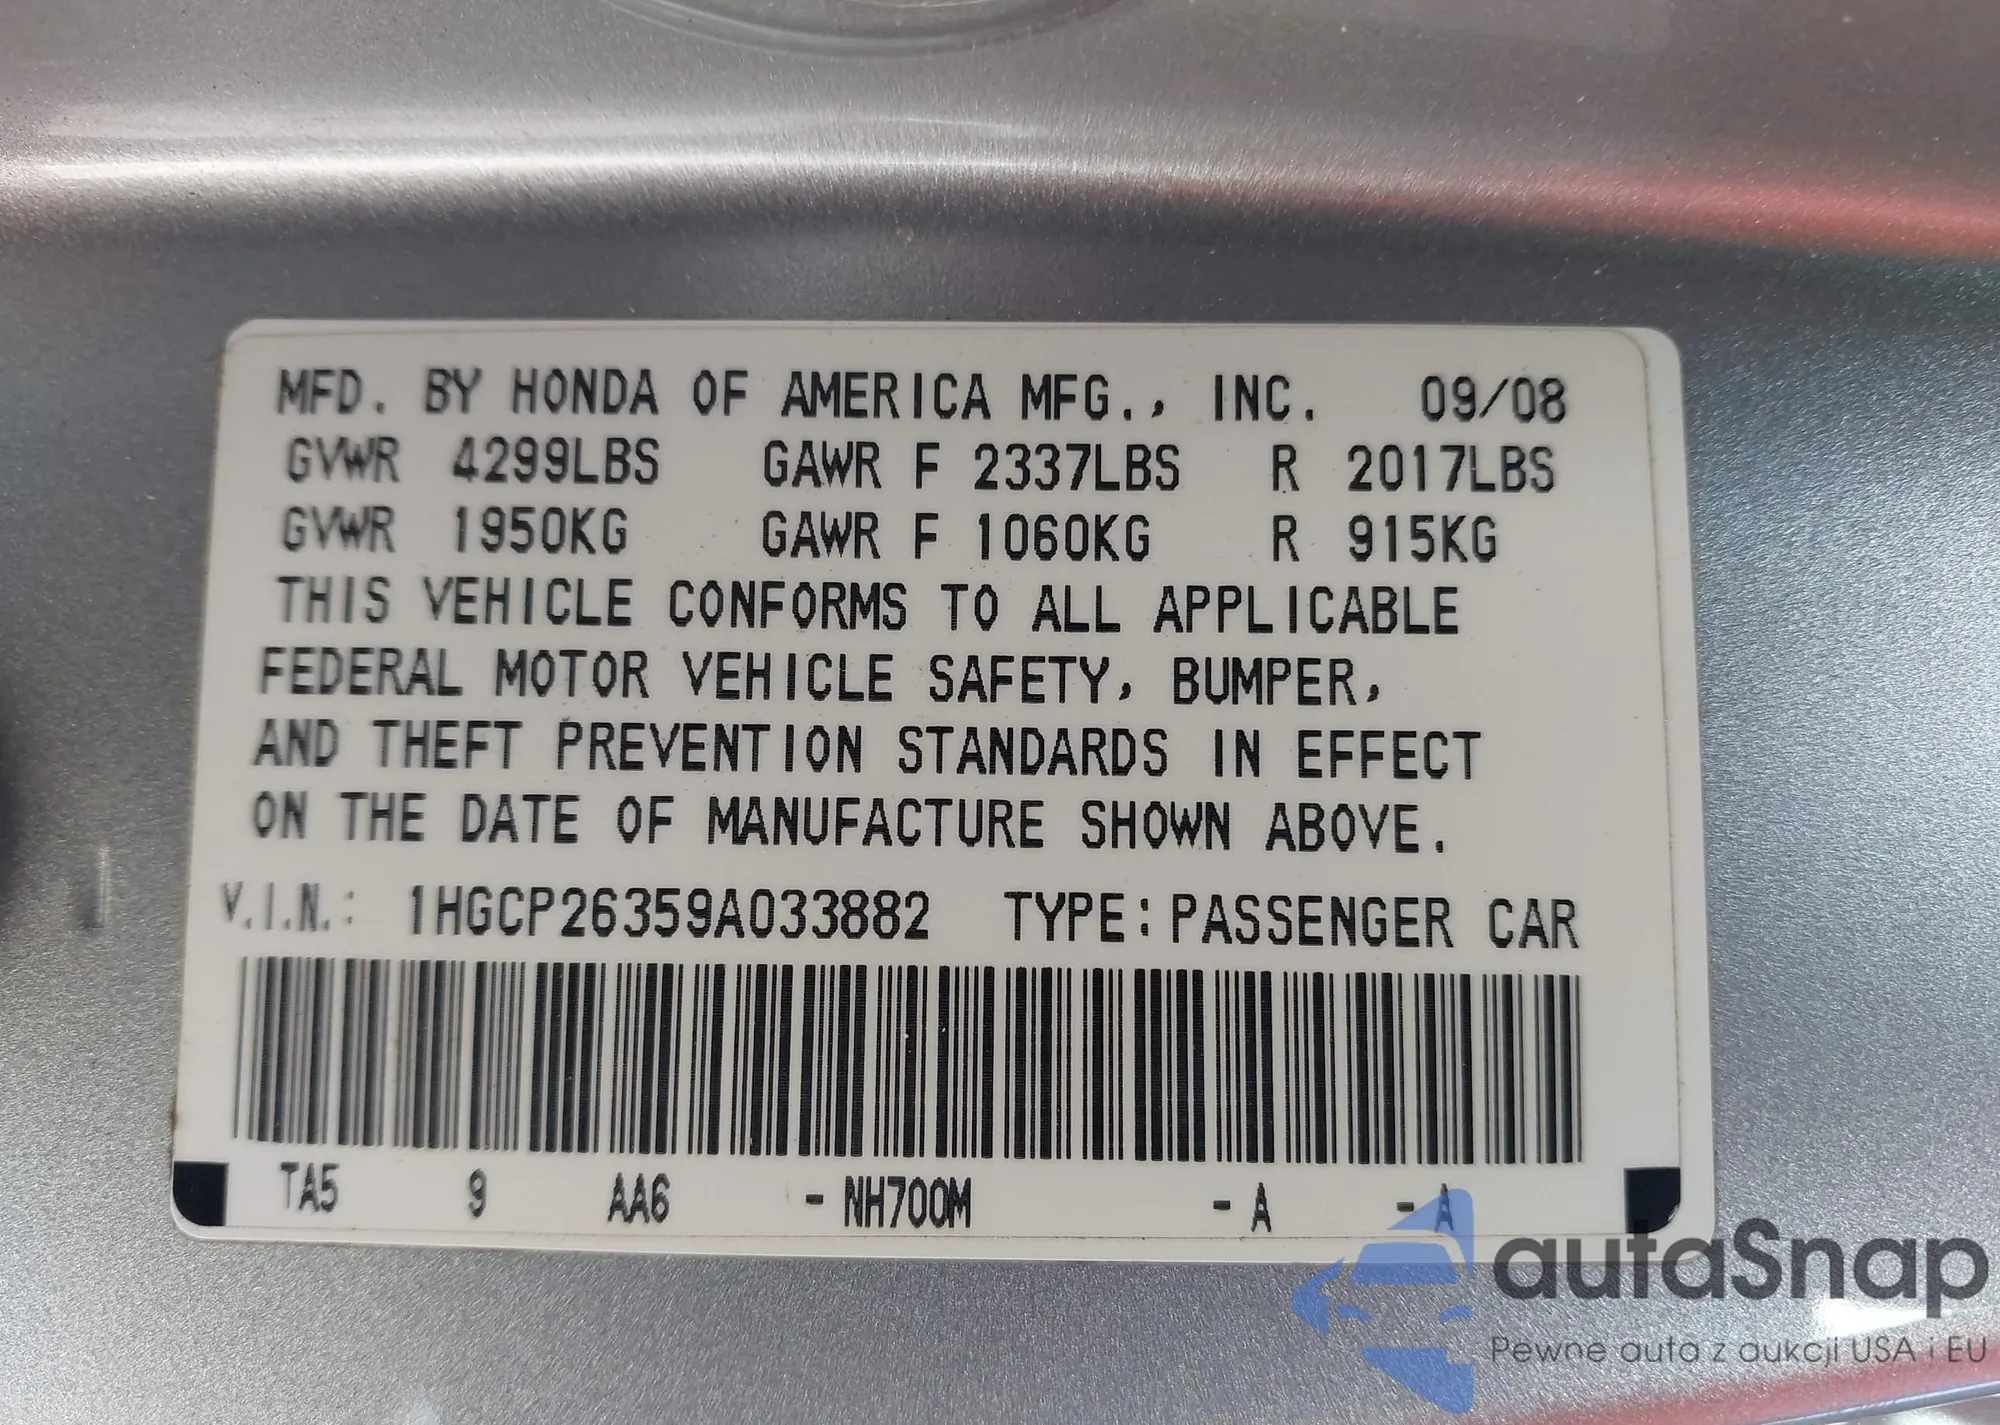 MFD. BY HONDA OF AMERICA MFG., INC. 09/08
GVWR 4299LBS GAWR F 2337LBS R 2017LBS
GVWR 1950KG GAWR F 1060KG R 915KG
THIS VEHICLE CONFORMS TO ALL APPLICABLE
FEDERAL MOTOR VEHICLE SAFETY, BUMPER,
AND THEFT PREVENTION STANDARDS IN EFFECT
ON THE DATE OF MANUFACTURE SHOWN ABOVE.
V.I.N.: 1HGCP26359A033882 TYPE: PASSENGER CAR
TA5 9 AA6 - NH700M - A - A
autaSnap
Pewne auta z aukcji USA i EU